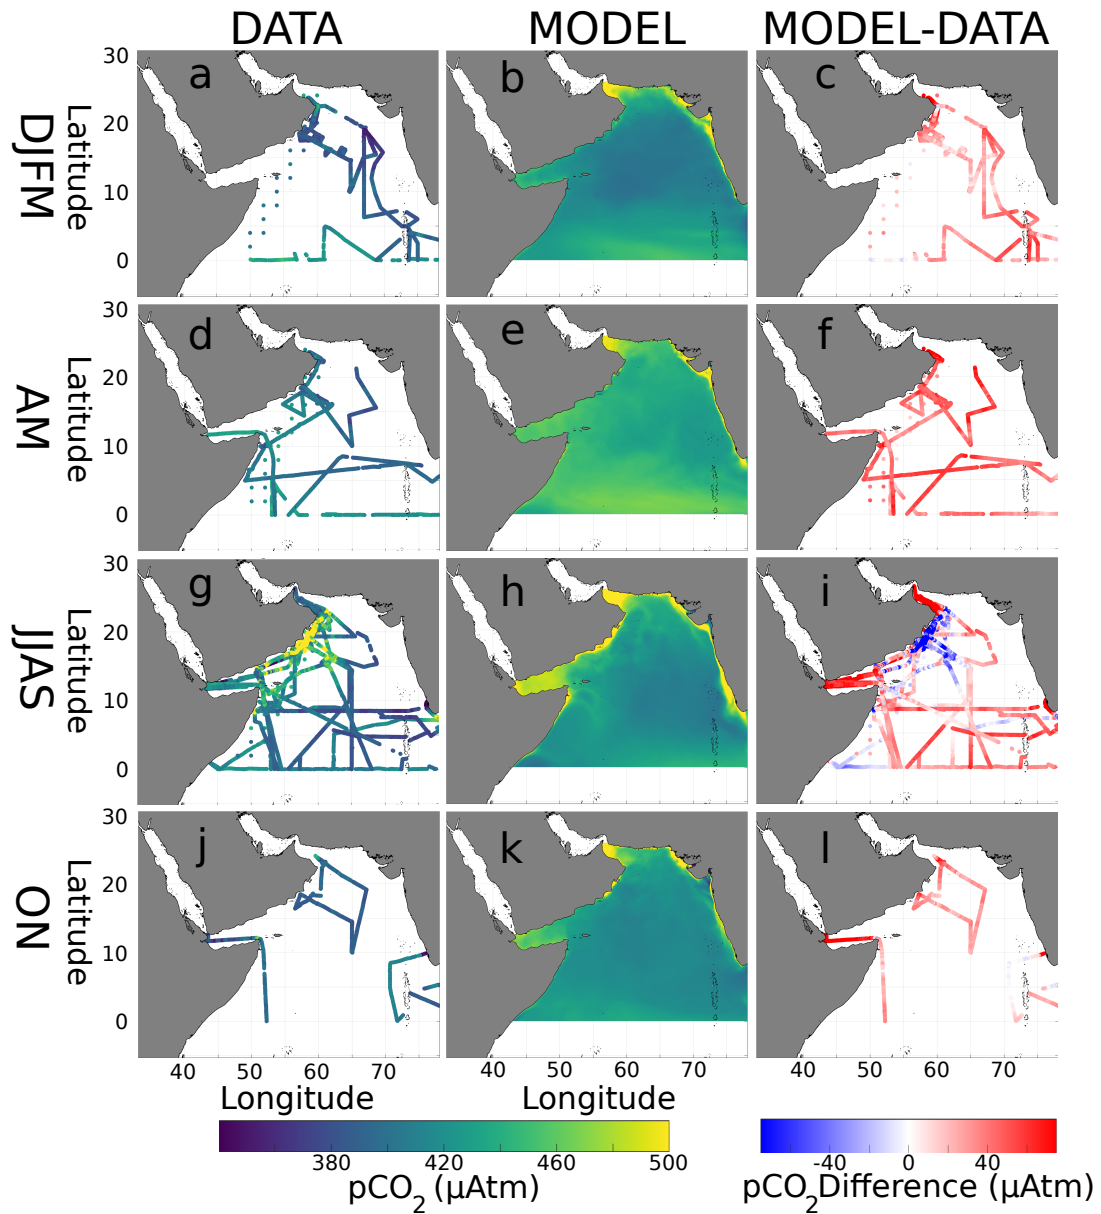 DATA MODEL MODEL-DATA
DJFM
Latitude
30
20
10
0
a b c
AM
Latitude
30
20
10
0
d e f
JJAS
Latitude
30
20
10
0
g h i
ON
Latitude
30
20
10
0
j k l
40 50 60 70 40 50 60 70 40 50 60 70
Longitude Longitude
380 420 460 500 -40 0 40
pCO2 (μAtm) pCO2Difference (μAtm)